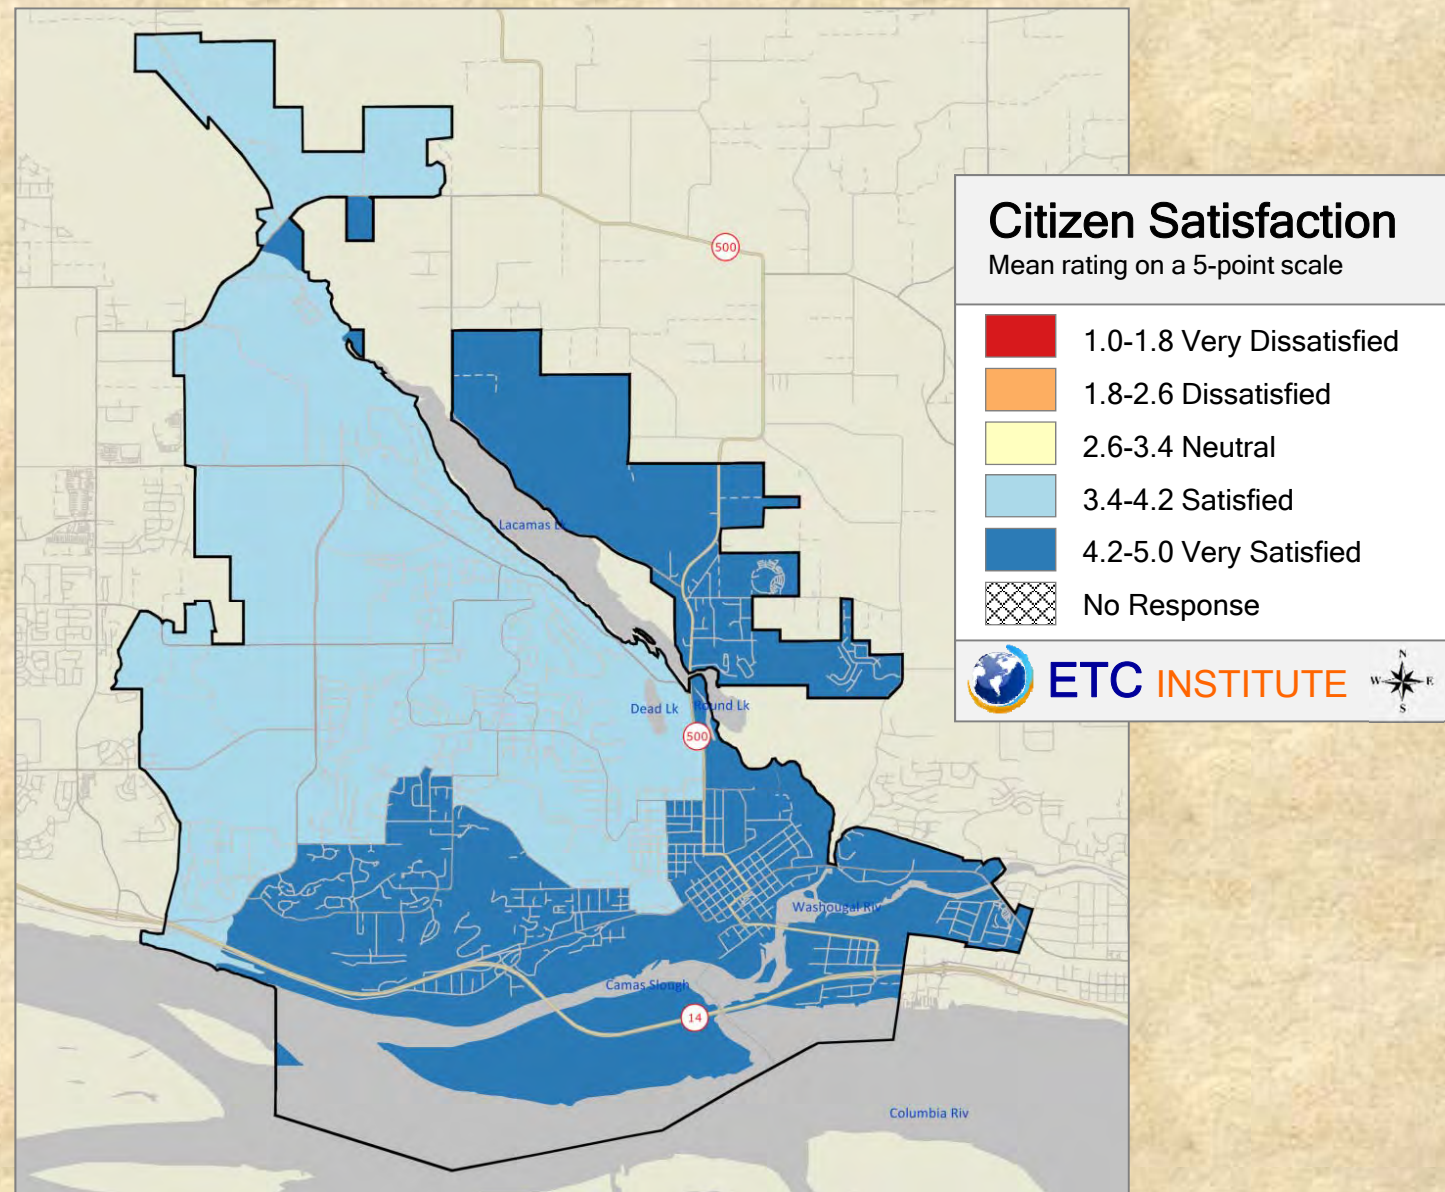 500
Citizen Satisfaction
Mean rating on a 5-point scale
1.0-1.8 Very Dissatisfied
1.8-2.6 Dissatisfied
2.6-3.4 Neutral
3.4-4.2 Satisfied
4.2-5.0 Very Satisfied
No Response
ETC INSTITUTE
N
W E
S
Lacamas Lk
Dead Lk
Round Lk
500
Washougal Riv
Camas Slough
14
Columbia Riv